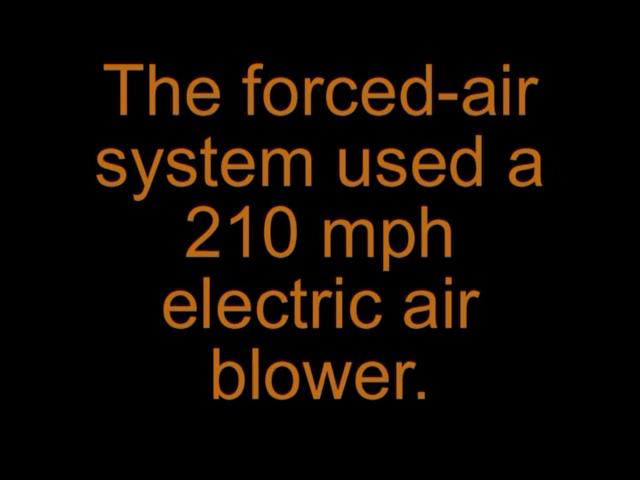 The forced-air
system used a
210 mph
electric air
blower.